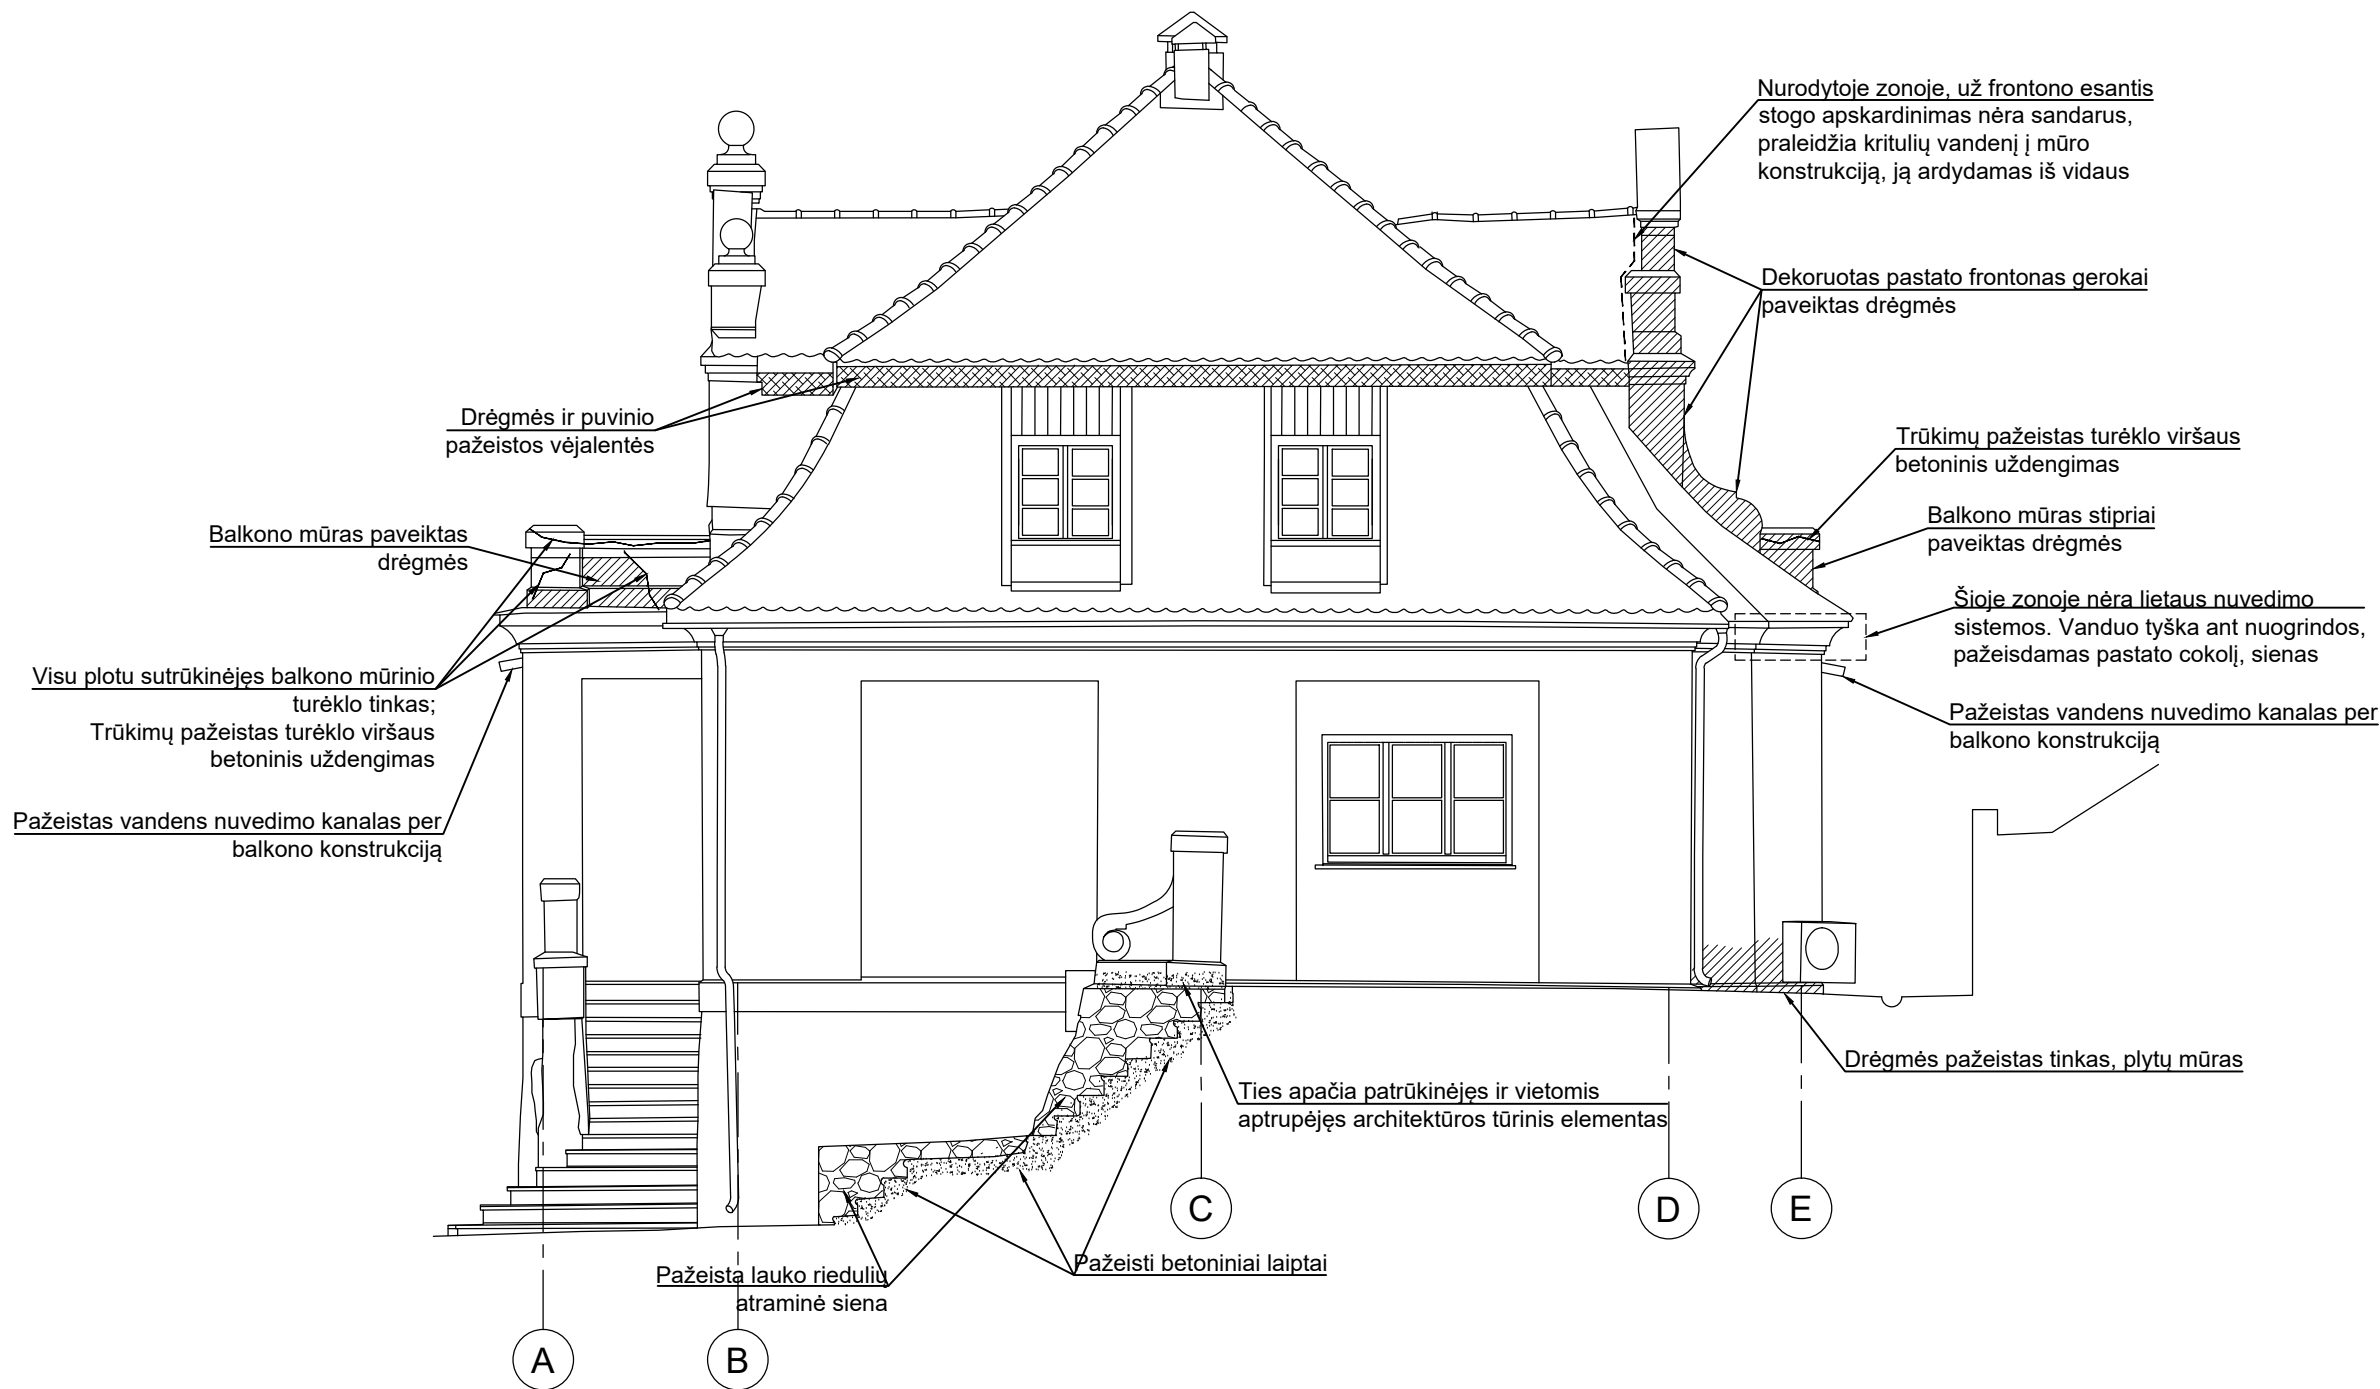 Nurodytoje zonoje, už frontono esantis
stogo apskardinimas nėra sandarus,
praleidžia kritulių vandenį į mūro
konstrukciją, ją ardydamas iš vidaus
Dekoruotas pastato frontonas gerokai
paveiktas drėgmės
Drėgmės ir puvinio
pažeistos vėjalentės
Trūkimų pažeistas turėklo viršaus
betoninis uždengimas
Balkono mūras paveiktas
drėgmės
Balkono mūras stipriai
paveiktas drėgmės
Šioje zonoje nėra lietaus nuvedimo
sistemos. Vanduo tyška ant nuogrindos,
pažeisdamas pastato cokolį, sienas
Visu plotu sutrūkinėjęs balkono mūrinio
turėklo tinkas;
Trūkimų pažeistas turėklo viršaus
betoninis uždengimas
Pažeistas vandens nuvedimo kanalas per
balkono konstrukciją
Pažeistas vandens nuvedimo kanalas per
balkono konstrukciją
Drėgmės pažeistas tinkas, plytų mūras
Ties apačia patrūkinėjęs ir vietomis
aptrupėjęs architektūros tūrinis elementas
C
D
E
Pažeisti betoniniai laiptai
Pažeista lauko riedulių
atraminė siena
A
B